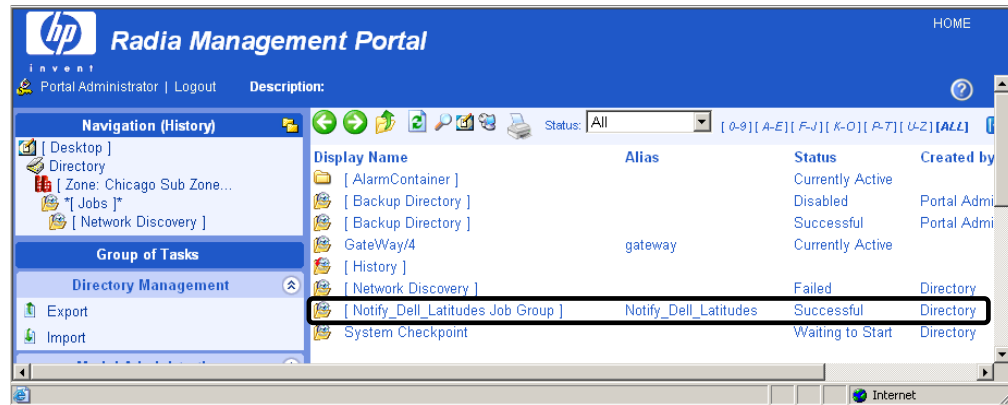 hp
invent
Radia Management Portal
HOME
Portal Administrator | Logout Description:
Navigation (History)
[ Desktop ]
Directory
[ Zone: Chicago Sub Zone...
*[ Jobs ]*
[ Network Discovery ]
Group of Tasks
Directory Management
Export
Import
Status: All [ 0-9 ][ A-E ][ F-J ][ K-O ][ P-T ][ U-Z ][ALL]
Display Name Alias Status Created by
[ AlarmContainer ] Currently Active
[ Backup Directory ] Disabled Portal Admi
[ Backup Directory ] Successful Portal Admi
GateWay/4 gateway Currently Active
[ History ]
[ Network Discovery ] Failed Directory
[ Notify_Dell_Latitudes Job Group ] Notify_Dell_Latitudes Successful Directory
System Checkpoint Waiting to Start Directory
Internet